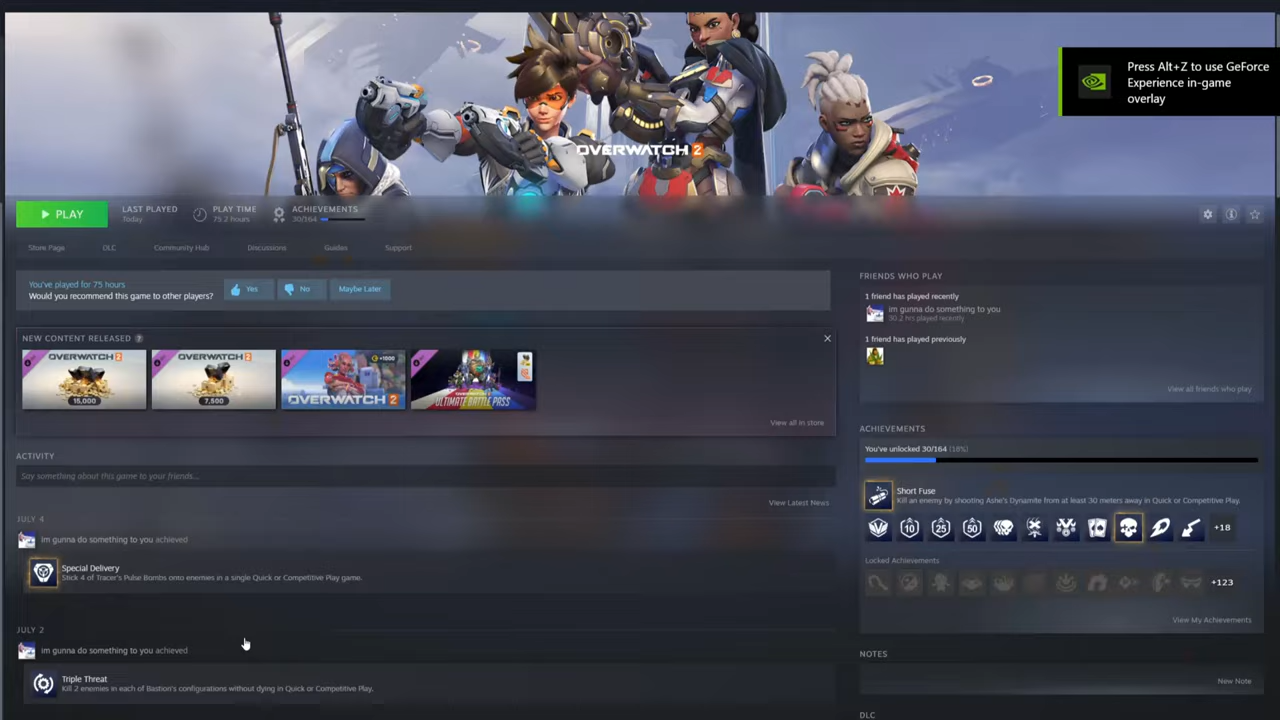 Press Alt+Z to use GeForce
Experience in-game
overlay
OVERWATCH 2
PLAY
LAST PLAYED
Today
PLAY TIME
75.2 hours
ACHIEVEMENTS
30/164
Store Page
DLC
Community Hub
Discussions
Guides
Support
You've played for 75 hours
Would you recommend this game to other players?
Yes
No
Maybe Later
NEW CONTENT RELEASED ?
OVERWATCH 2
15,000
OVERWATCH 2
7,500
+1000
OVERWATCH 2
ULTIMATE BATTLE PASS
View all in store
ACTIVITY
Say something about this game to your friends...
View Latest News
JULY 4
im gunna do something to you achieved
Special Delivery
Stick 4 of Tracer's Pulse Bombs onto enemies in a single Quick or Competitive Play game.
JULY 2
im gunna do something to you achieved
Triple Threat
Kill 2 enemies in each of Bastion's configurations without dying in Quick or Competitive Play.
FRIENDS WHO PLAY
1 friend has played recently
im gunna do something to you
30.2 hrs played recently
1 friend has played previously
View all friends who play
ACHIEVEMENTS
You've unlocked 30/164 (18%)
Short Fuse
Kill an enemy by shooting Ashe's Dynamite from at least 30 meters away in Quick or Competitive Play.
10
25
50
+18
Locked Achievements
+123
View My Achievements
NOTES
New Note
DLC